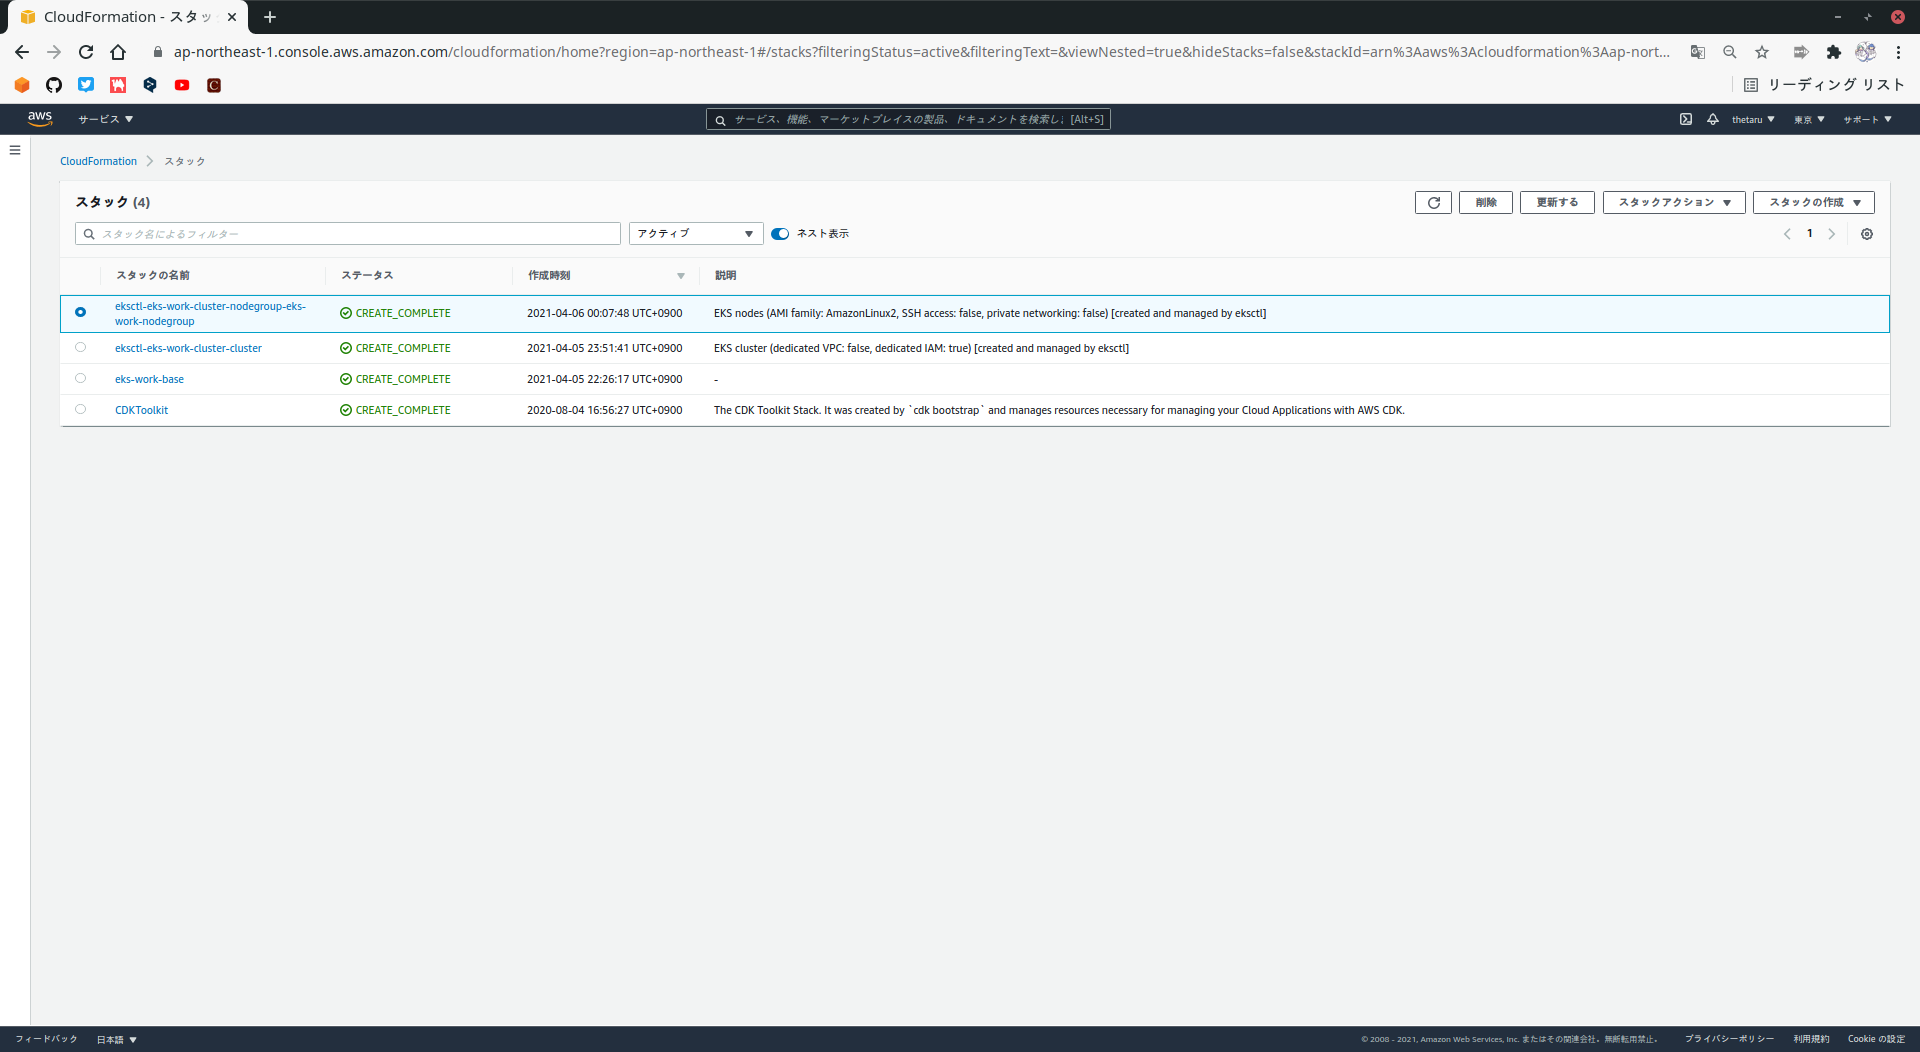 CloudFormation - スタッ
ap-northeast-1.console.aws.amazon.com/cloudformation/home?region=ap-northeast-1#/stacks?filteringStatus=active&filteringText=&viewNested=true&hideStacks=false&stackId=arn%3Aaws%3Acloudformation%3Aap-nort...
リーディング リスト
aws サービス サービス、機能、マーケットプレイスの製品、ドキュメントを検索し [Alt+S] thetaru 東京 サポート
CloudFormation スタック
スタック (4) 削除 更新する スタックアクション スタックの作成
スタック名によるフィルター アクティブ ネスト表示 1
スタックの名前 ステータス 作成時刻 説明
eksctl-eks-work-cluster-nodegroup-eks-
work-nodegroup CREATE_COMPLETE 2021-04-06 00:07:48 UTC+0900 EKS nodes (AMI family: AmazonLinux2, SSH access: false, private networking: false) [created and managed by eksctl]
eksctl-eks-work-cluster-cluster CREATE_COMPLETE 2021-04-05 23:51:41 UTC+0900 EKS cluster (dedicated VPC: false, dedicated IAM: true) [created and managed by eksctl]
eks-work-base CREATE_COMPLETE 2021-04-05 22:26:17 UTC+0900 -
CDKToolkit CREATE_COMPLETE 2020-08-04 16:56:27 UTC+0900 The CDK Toolkit Stack. It was created by `cdk bootstrap` and manages resources necessary for managing your Cloud Applications with AWS CDK.
フィードバック 日本語 © 2008 - 2021, Amazon Web Services, Inc. またはその関連会社。無断転用禁止。 プライバシーポリシー 利用規約 Cookie の設定